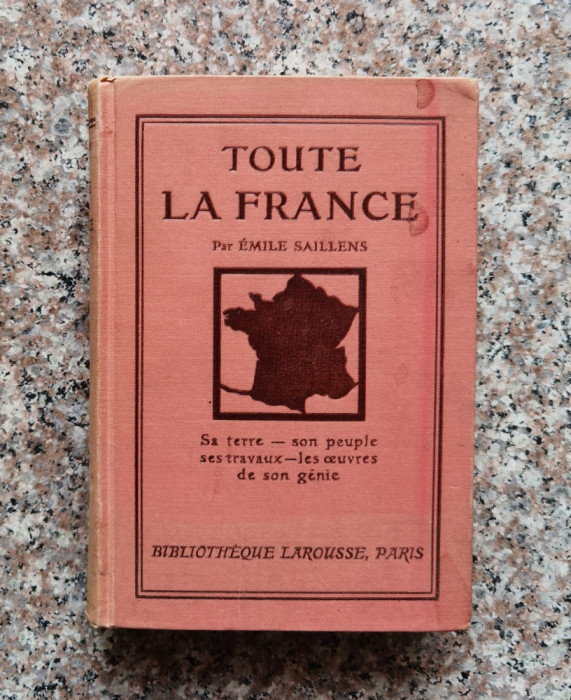 TOUTE
LA FRANCE
Par ÉMILE SAILLENS
Sa terre — son peuple
ses travaux — les œuvres
de son génie
BIBLIOTHÈQUE LAROUSSE, PARIS